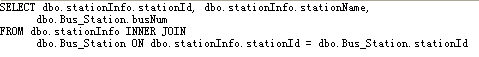 SELECT dbo.stationInfo.stationId, dbo.stationInfo.stationName,
dbo.Bus_Station.busNum
FROM dbo.stationInfo INNER JOIN
dbo.Bus_Station ON dbo.stationInfo.stationId = dbo.Bus_Station.stationId